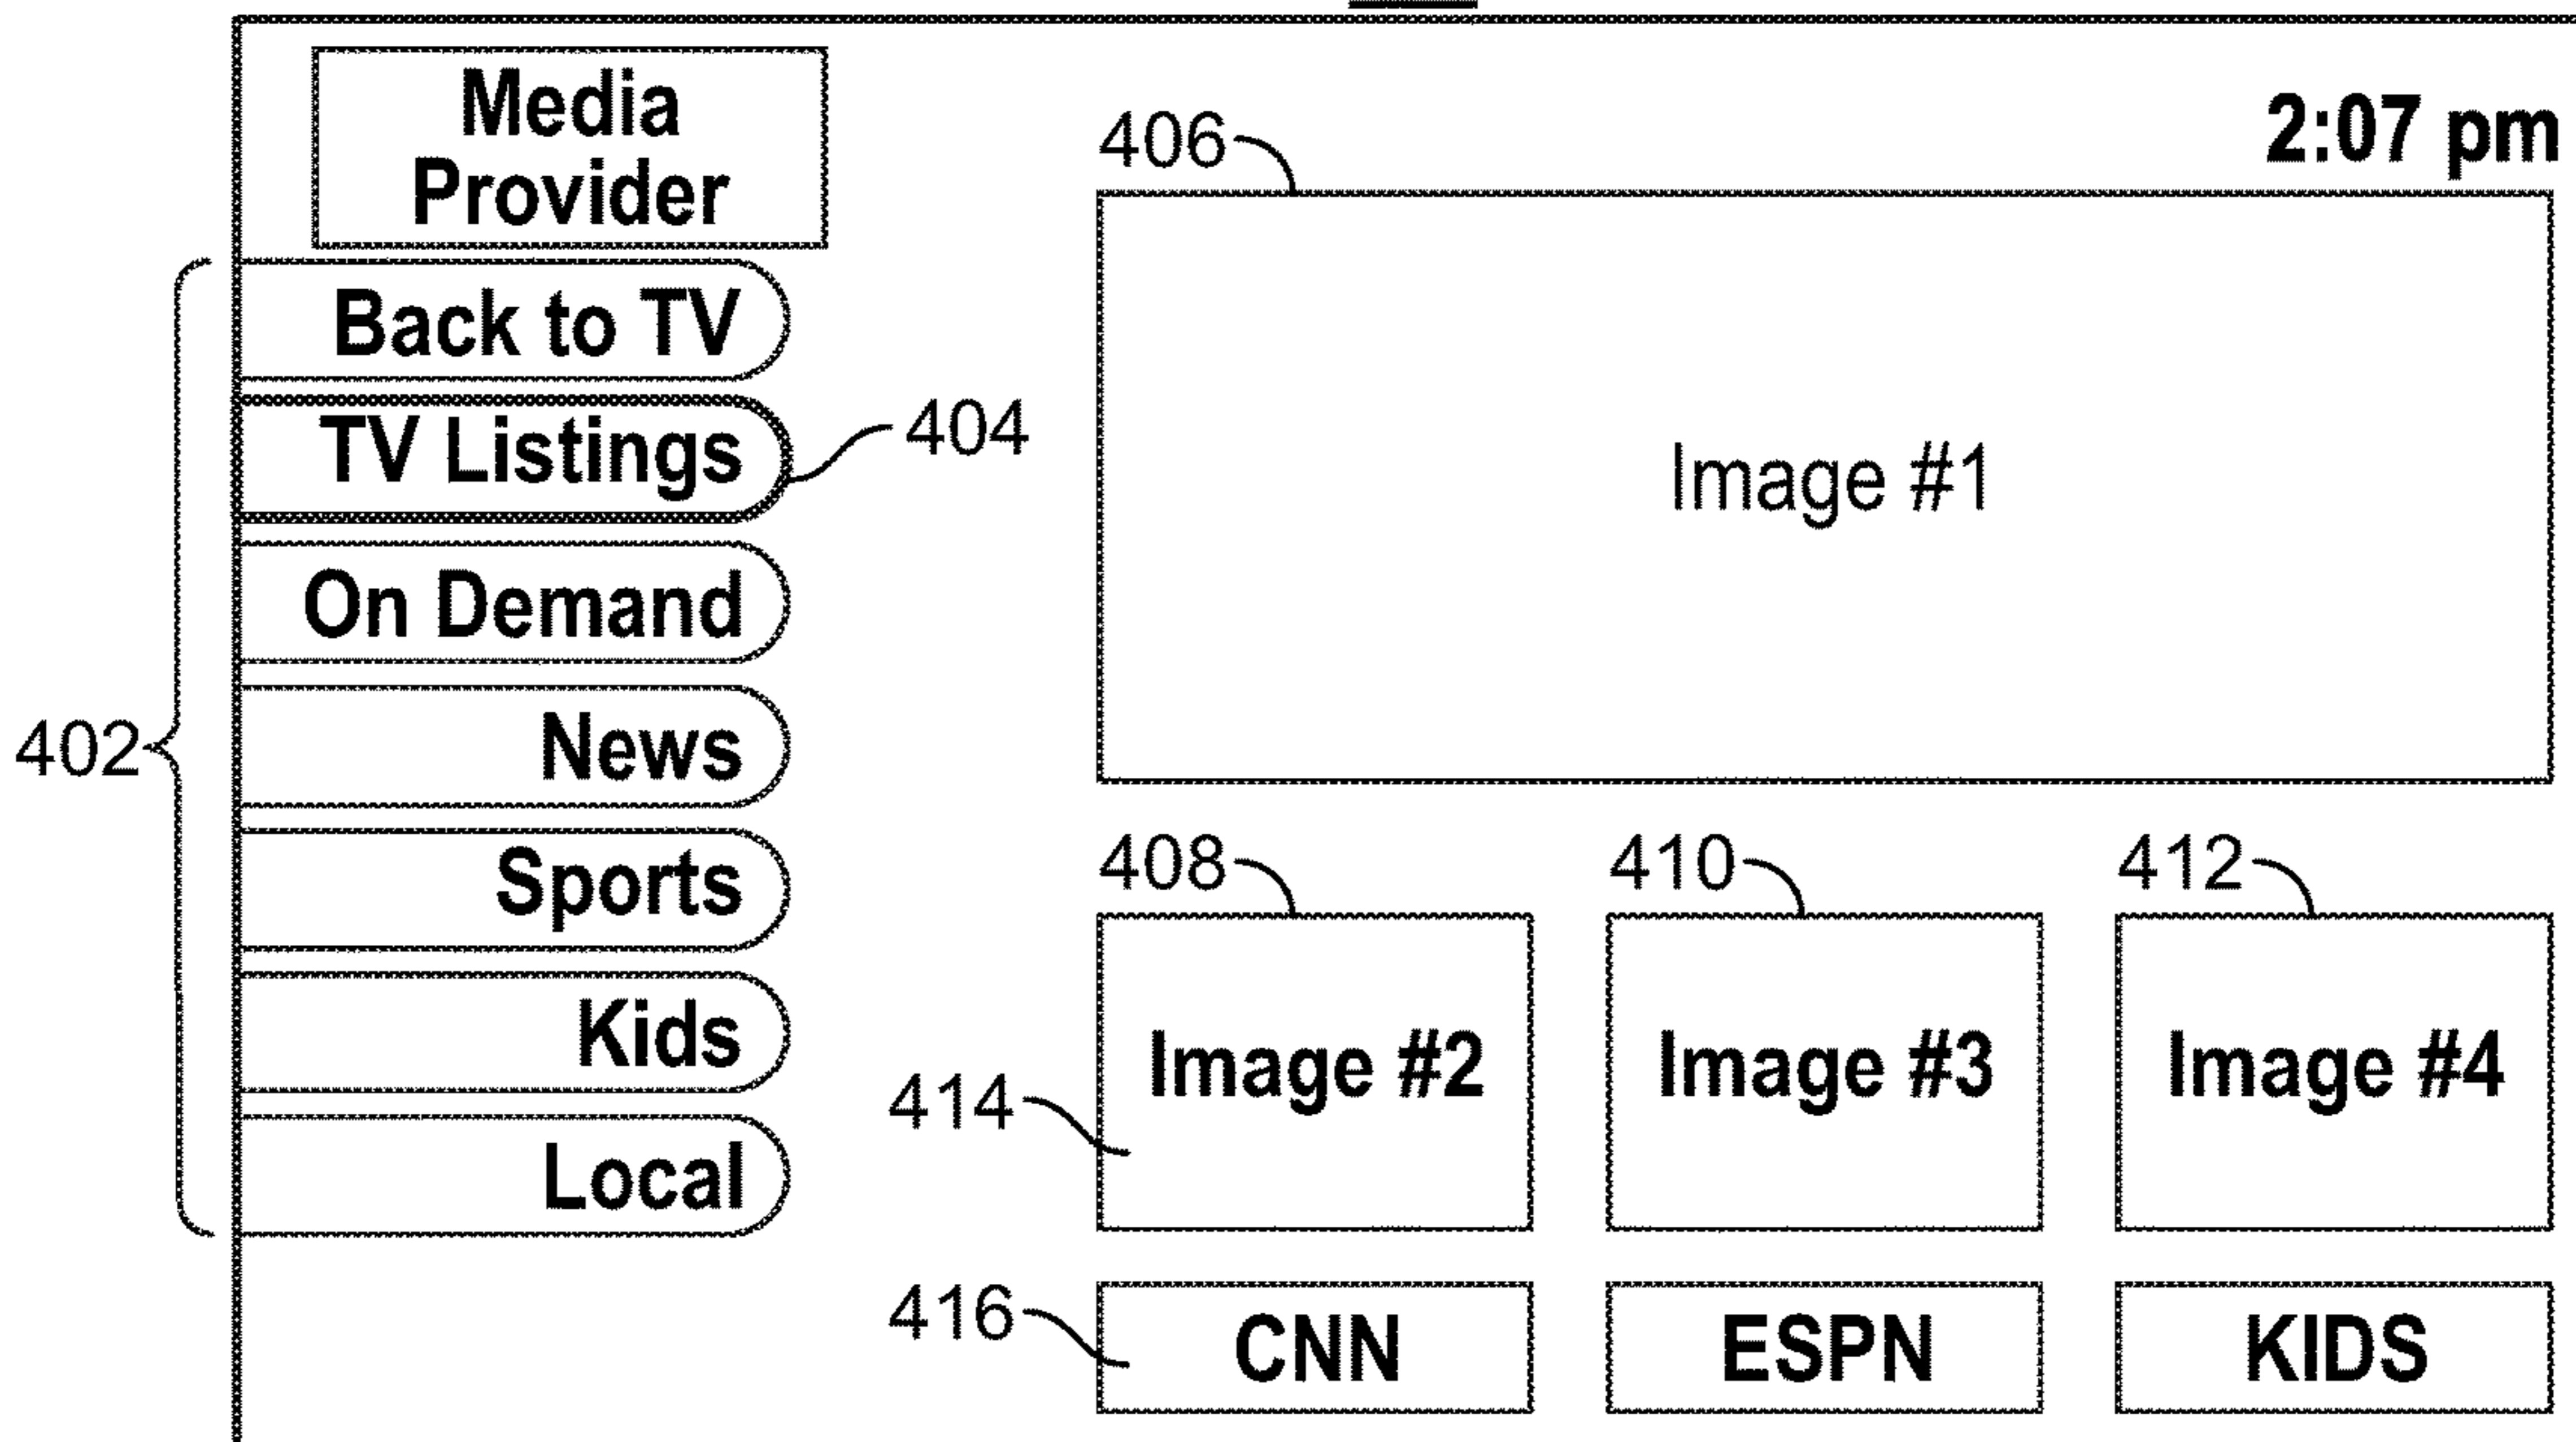 Media
Provider
2:07 pm
406
Back to TV
TV Listings
404
Image #1
On Demand
News
402
Sports
408
410
412
Kids
Image #2
Image #3
Image #4
414
Local
416
CNN
ESPN
KIDS